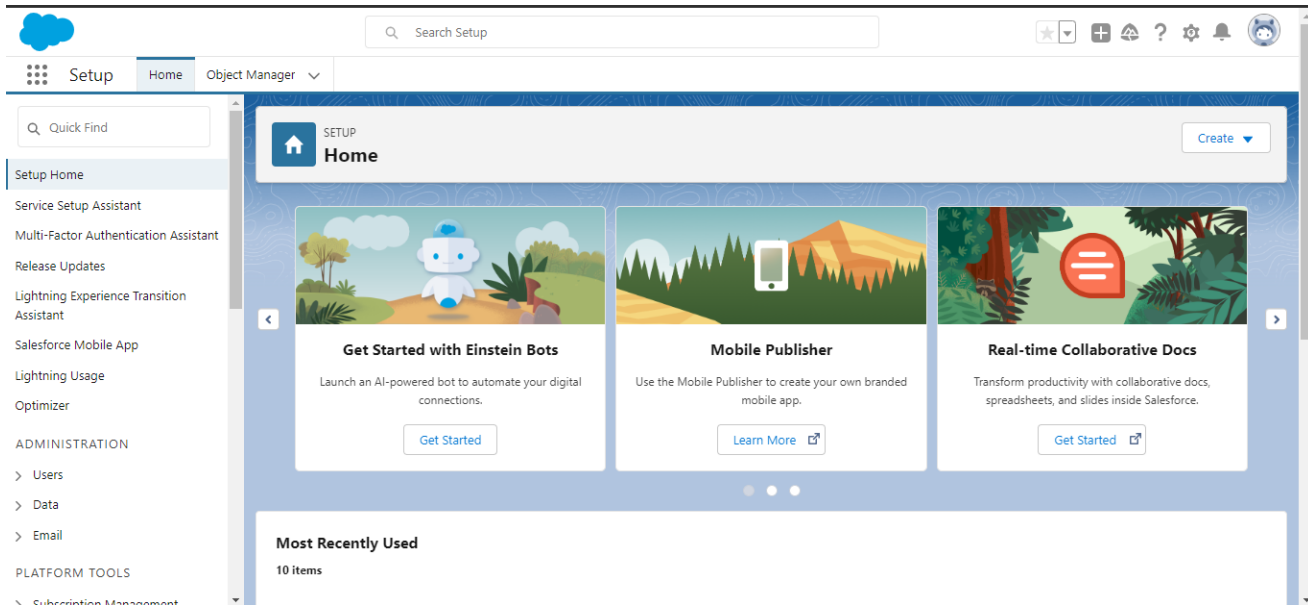 Search Setup
?
Setup
Home
Object Manager
Quick Find
Setup Home
Service Setup Assistant
Multi-Factor Authentication Assistant
Release Updates
Lightning Experience Transition
Assistant
Salesforce Mobile App
Lightning Usage
Optimizer
ADMINISTRATION
Users
Data
Email
PLATFORM TOOLS
Subscription Management
SETUP
Home
Create
Get Started with Einstein Bots
Launch an AI-powered bot to automate your digital
connections.
Get Started
Mobile Publisher
Use the Mobile Publisher to create your own branded
mobile app.
Learn More
Real-time Collaborative Docs
Transform productivity with collaborative docs,
spreadsheets, and slides inside Salesforce.
Get Started
Most Recently Used
10 items